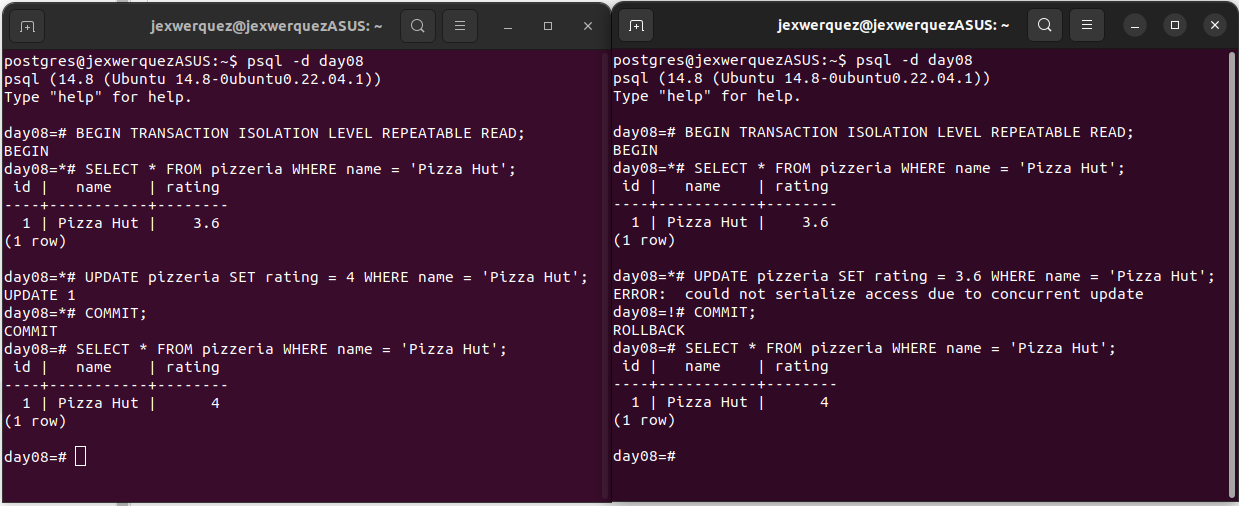 jexwerquez@jexwerquezASUS: ~
postgres@jexwerquezASUS:~$ psql -d day08
psql (14.8 (Ubuntu 14.8-0ubuntu0.22.04.1))
Type "help" for help.

day08=# BEGIN TRANSACTION ISOLATION LEVEL REPEATABLE READ;
BEGIN
day08=*# SELECT * FROM pizzeria WHERE name = 'Pizza Hut';
 id |   name    | rating
----+-----------+--------
  1 | Pizza Hut |    3.6
(1 row)

day08=*# UPDATE pizzeria SET rating = 4 WHERE name = 'Pizza Hut';
UPDATE 1
day08=*# COMMIT;
COMMIT
day08=# SELECT * FROM pizzeria WHERE name = 'Pizza Hut';
 id |   name    | rating
----+-----------+--------
  1 | Pizza Hut |      4
(1 row)

day08=#
jexwerquez@jexwerquezASUS: ~
postgres@jexwerquezASUS:~$ psql -d day08
psql (14.8 (Ubuntu 14.8-0ubuntu0.22.04.1))
Type "help" for help.

day08=# BEGIN TRANSACTION ISOLATION LEVEL REPEATABLE READ;
BEGIN
day08=*# SELECT * FROM pizzeria WHERE name = 'Pizza Hut';
 id |   name    | rating
----+-----------+--------
  1 | Pizza Hut |    3.6
(1 row)

day08=*# UPDATE pizzeria SET rating = 3.6 WHERE name = 'Pizza Hut';
ERROR:  could not serialize access due to concurrent update
day08=!# COMMIT;
ROLLBACK
day08=# SELECT * FROM pizzeria WHERE name = 'Pizza Hut';
 id |   name    | rating
----+-----------+--------
  1 | Pizza Hut |      4
(1 row)

day08=#